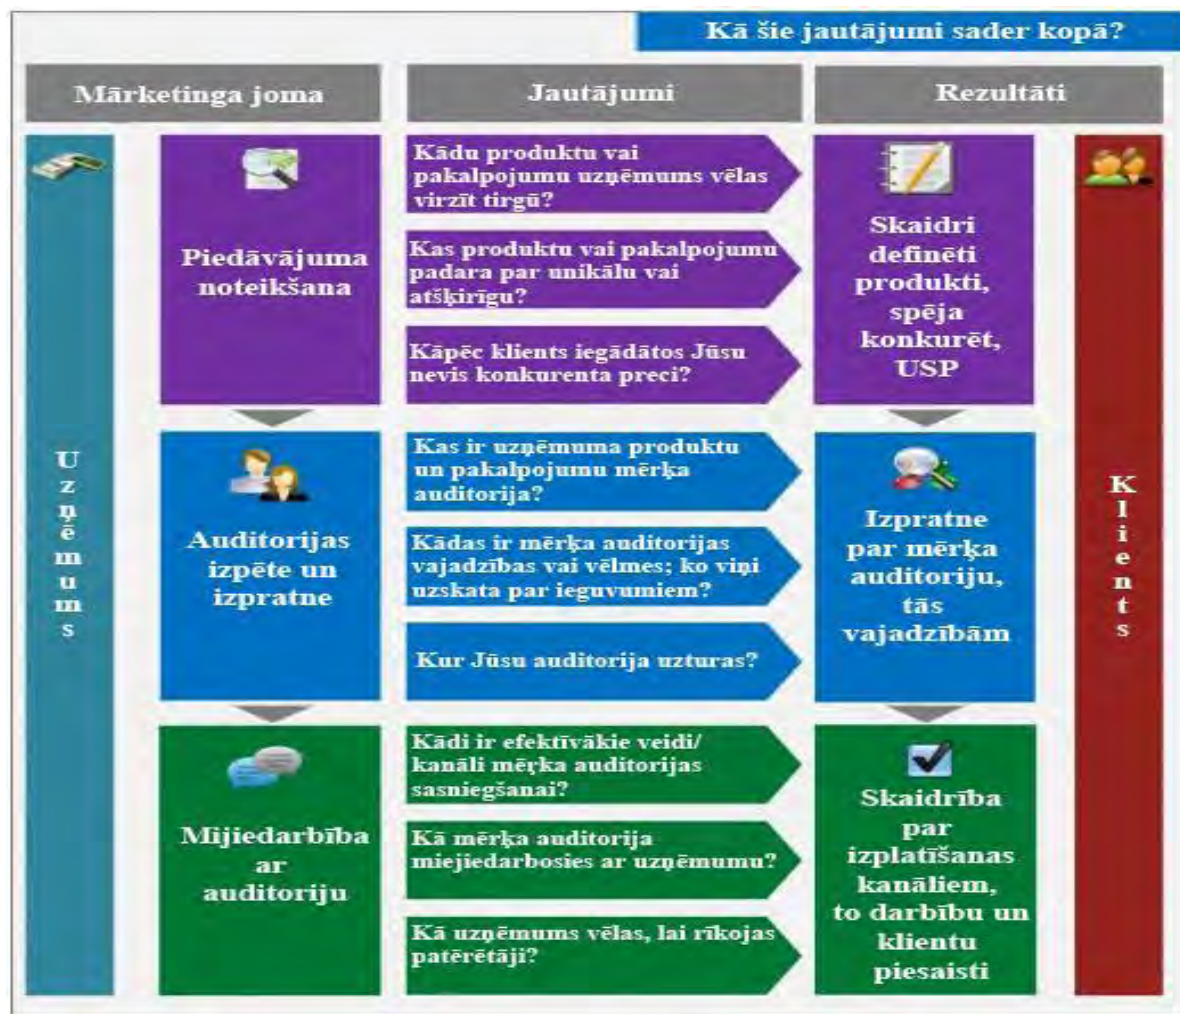 Kā šie jautājumi sader kopā?
Mārketinga joma
Jautājumi
Rezultāti
Uzņēmums
Piedāvājuma
noteikšana
Kādu produktu vai
pakalpojumu uzņēmums vēlas
virzīt tirgū?
Kas produktu vai pakalpojumu
padara par unikālu vai
atšķirīgu?
Kāpēc klients iegādātos Jūsu
nevis konkurenta preci?
Skaidri
definēti
produkti,
spēja
konkurēt,
USP
Auditorijas
izpēte un
izpratne
Kas ir uzņēmuma produktu
un pakalpojumu mērķa
auditorija?
Kādas ir mērķa auditorijas
vajadzības vai vēlmes; ko viņi
uzskata par ieguvumiem?
Kur Jūsu auditorija uzturas?
Izpratne
par mērķa
auditoriju,
tās
vajadzībām
Mijiedarbība
ar
auditoriju
Kādi ir efektīvākie veidi/
kanāli mērķa auditorijas
sasniegšanai?
Kā mērķa auditorija
miejiedarbosies ar uzņēmumu?
Kā uzņēmums vēlas, lai rīkojas
patērētāji?
Skaidrība
par
izplatīšanas
kanāliem,
to darbību un
klientu
piesaisti
Klients